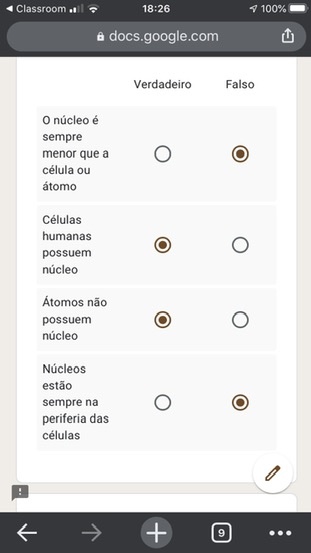 Classroom
18:26
100%
docs.google.com
Verdadeiro Falso
O núcleo é
sempre
menor que a
célula ou
átomo
Células
humanas
possuem
núcleo
Átomos não
possuem
núcleo
Núcleos
estão
sempre na
periferia das
células
9